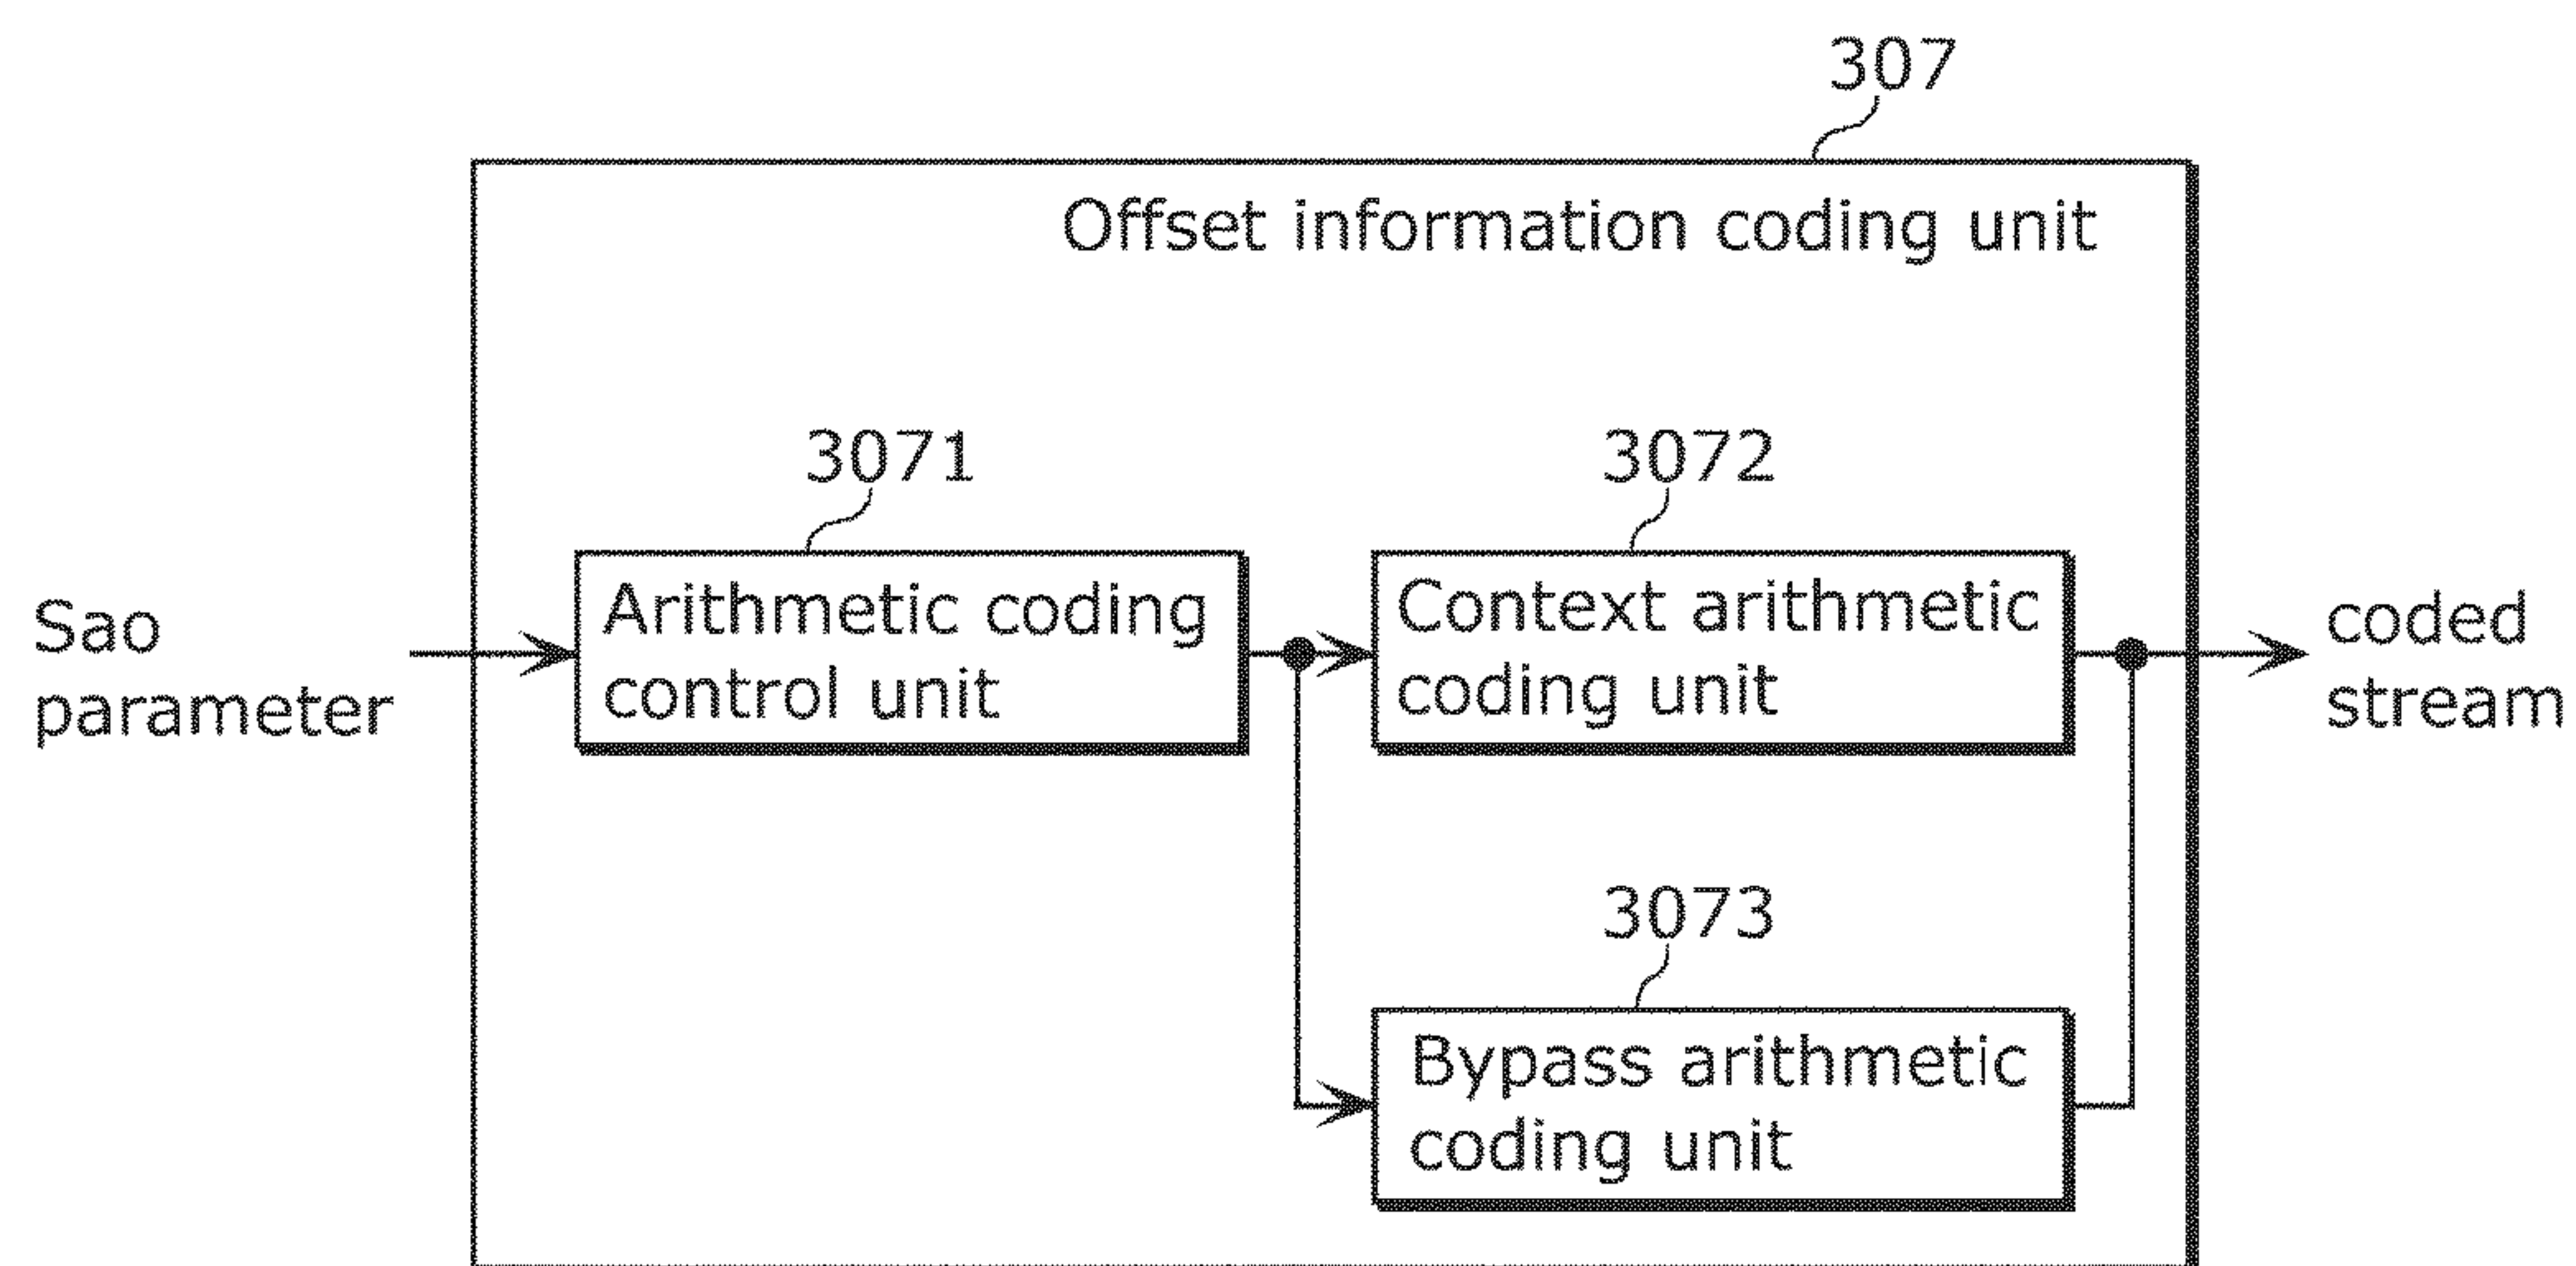 307
Offset information coding unit
3071
3072
Sao
parameter
Arithmetic coding
control unit
Context arithmetic
coding unit
coded
stream
3073
Bypass arithmetic
coding unit